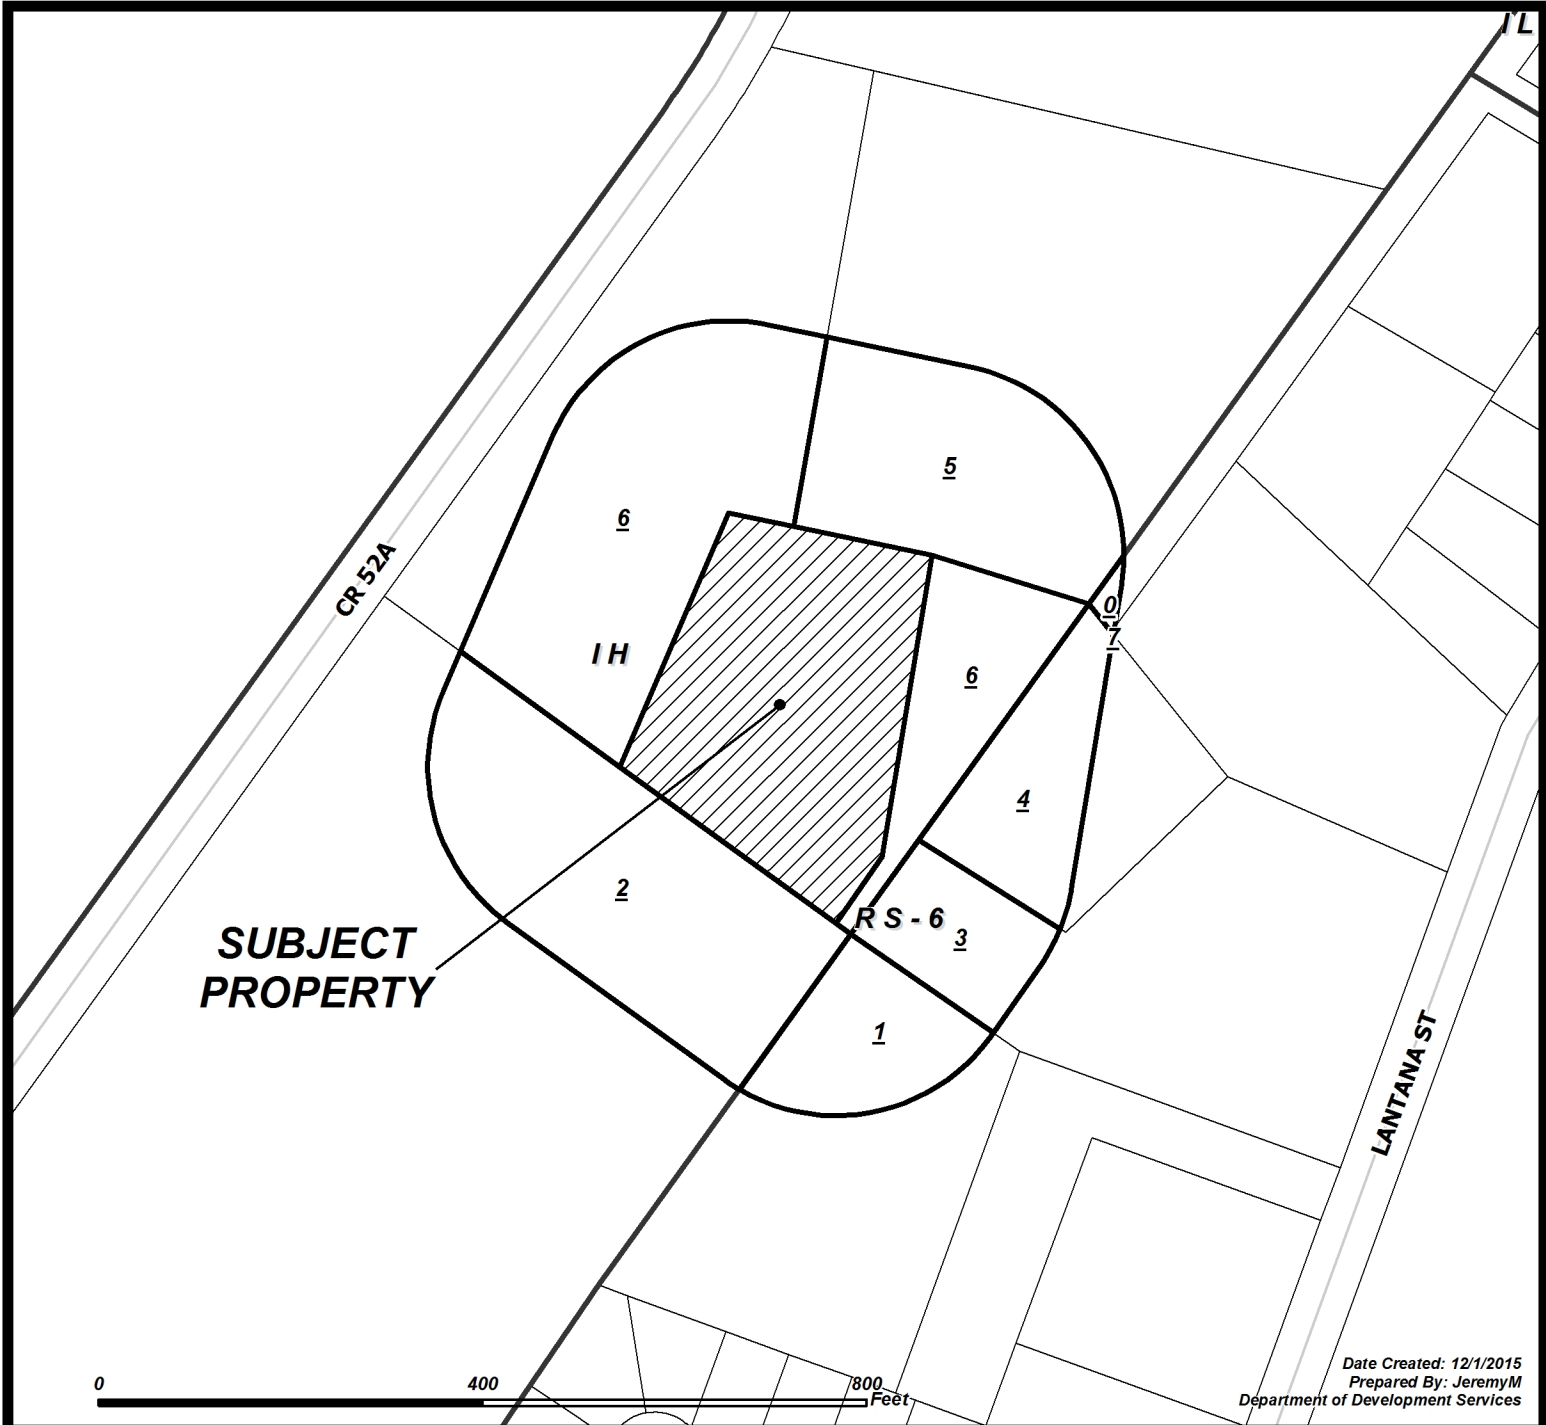 I L
5
6
CR 52A
0
7
I H
6
4
2
R S - 6
3
SUBJECT
PROPERTY
1
LANTANA ST
0 400 800
Feet
Date Created: 12/1/2015
Prepared By: JeremyM
Department of Development Services